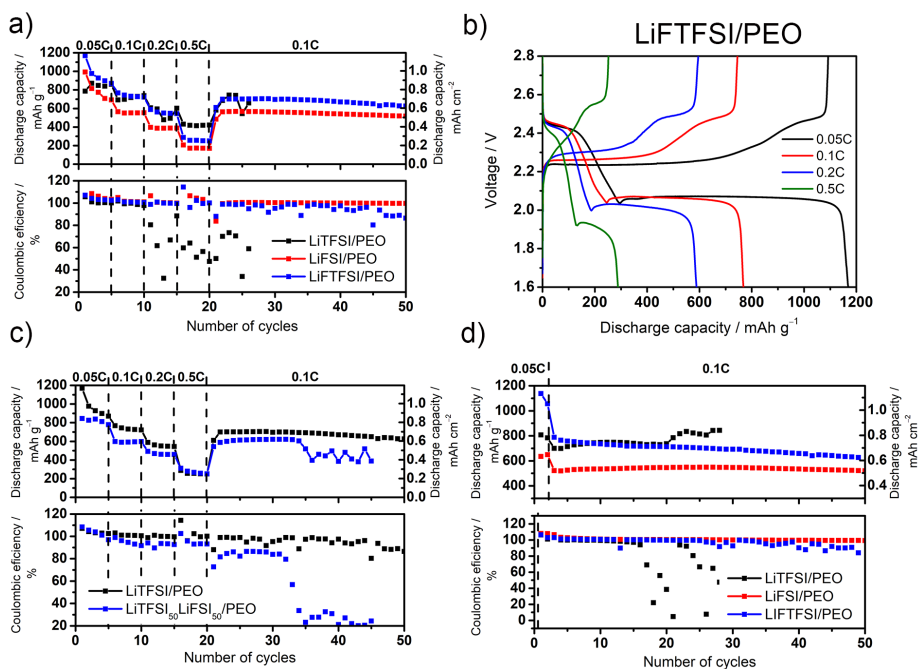 a)
0.05C 0.1C 0.2C 0.5C 0.1C
1200
1000
800
600
400
200
0
Discharge capacity /
mAh g⁻¹
1.0
0.8
0.6
0.4
0.2
0.0
Discharge capacity /
mAh cm⁻²
120
100
80
60
40
20
Coulombic eficiency /
%
LiTFSI/PEO
LiFSI/PEO
LiFTFSI/PEO
0 10 20 30 40 50
Number of cycles
b)
LiFTFSI/PEO
2.8
2.6
2.4
2.2
2.0
1.8
1.6
Voltage / V
0.05C
0.1C
0.2C
0.5C
0 200 400 600 800 1000 1200
Discharge capacity / mAh g⁻¹
c)
0.05C 0.1C 0.2C 0.5C 0.1C
1200
1000
800
600
400
200
0
Discharge capacity /
mAh g⁻¹
1.0
0.8
0.6
0.4
0.2
0.0
Discharge capacity /
mAh cm⁻²
120
100
80
60
40
20
Coulombic eficiency /
%
LiTFSI/PEO
LiTFSI₅₀LiFSI₅₀/PEO
0 10 20 30 40 50
Number of cycles
d)
0.05C 0.1C
1200
1000
800
600
400
Discharge capacity /
mAh g⁻¹
1.0
0.8
0.6
0.4
Discharge capacity /
mAh cm⁻²
120
100
80
60
40
20
0
Coulombic eficiency /
%
LiTFSI/PEO
LiFSI/PEO
LIFTFSI/PEO
0 10 20 30 40 50
Number of cycles